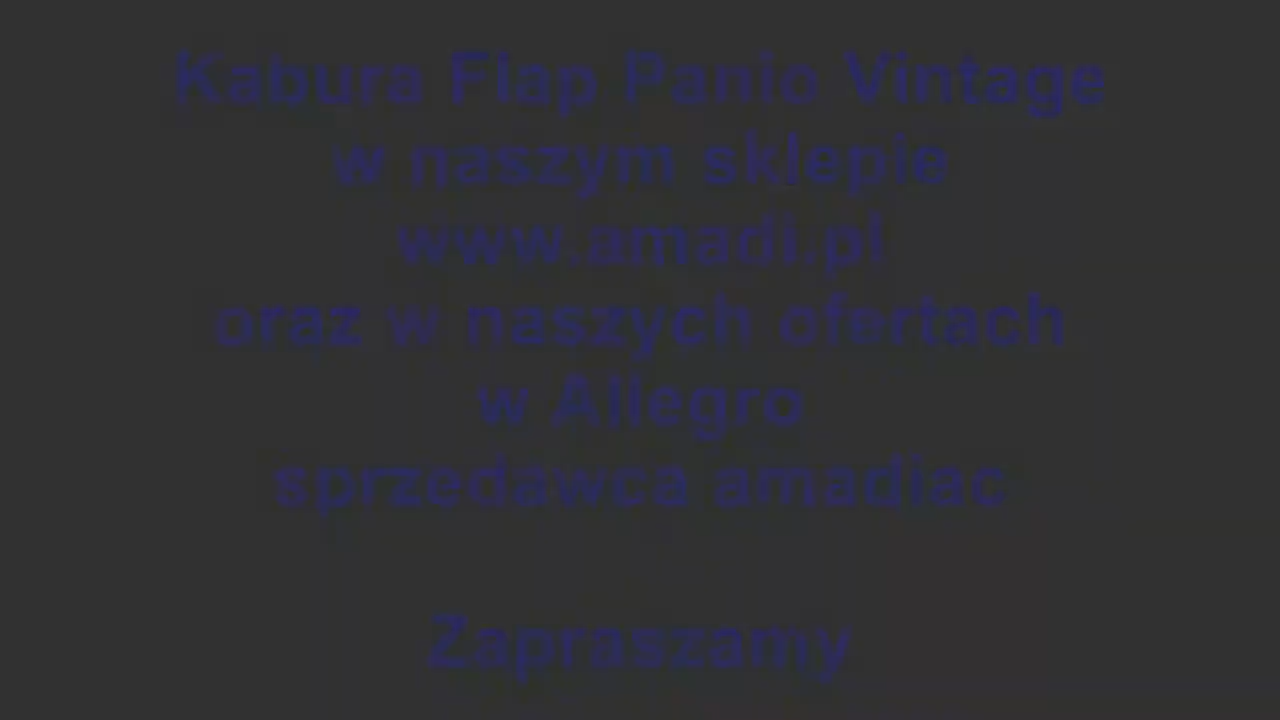 Kabura Flap Panio Vintage
w naszym sklepie
www.amadi.pl
oraz w naszych ofertach
w Allegro
sprzedawca amadiac
Zapraszamy